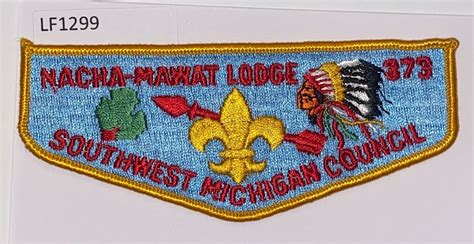 LF1299
NACHA-MAWAT LODGE 373
SOUTHWEST MICHIGAN COUNCIL